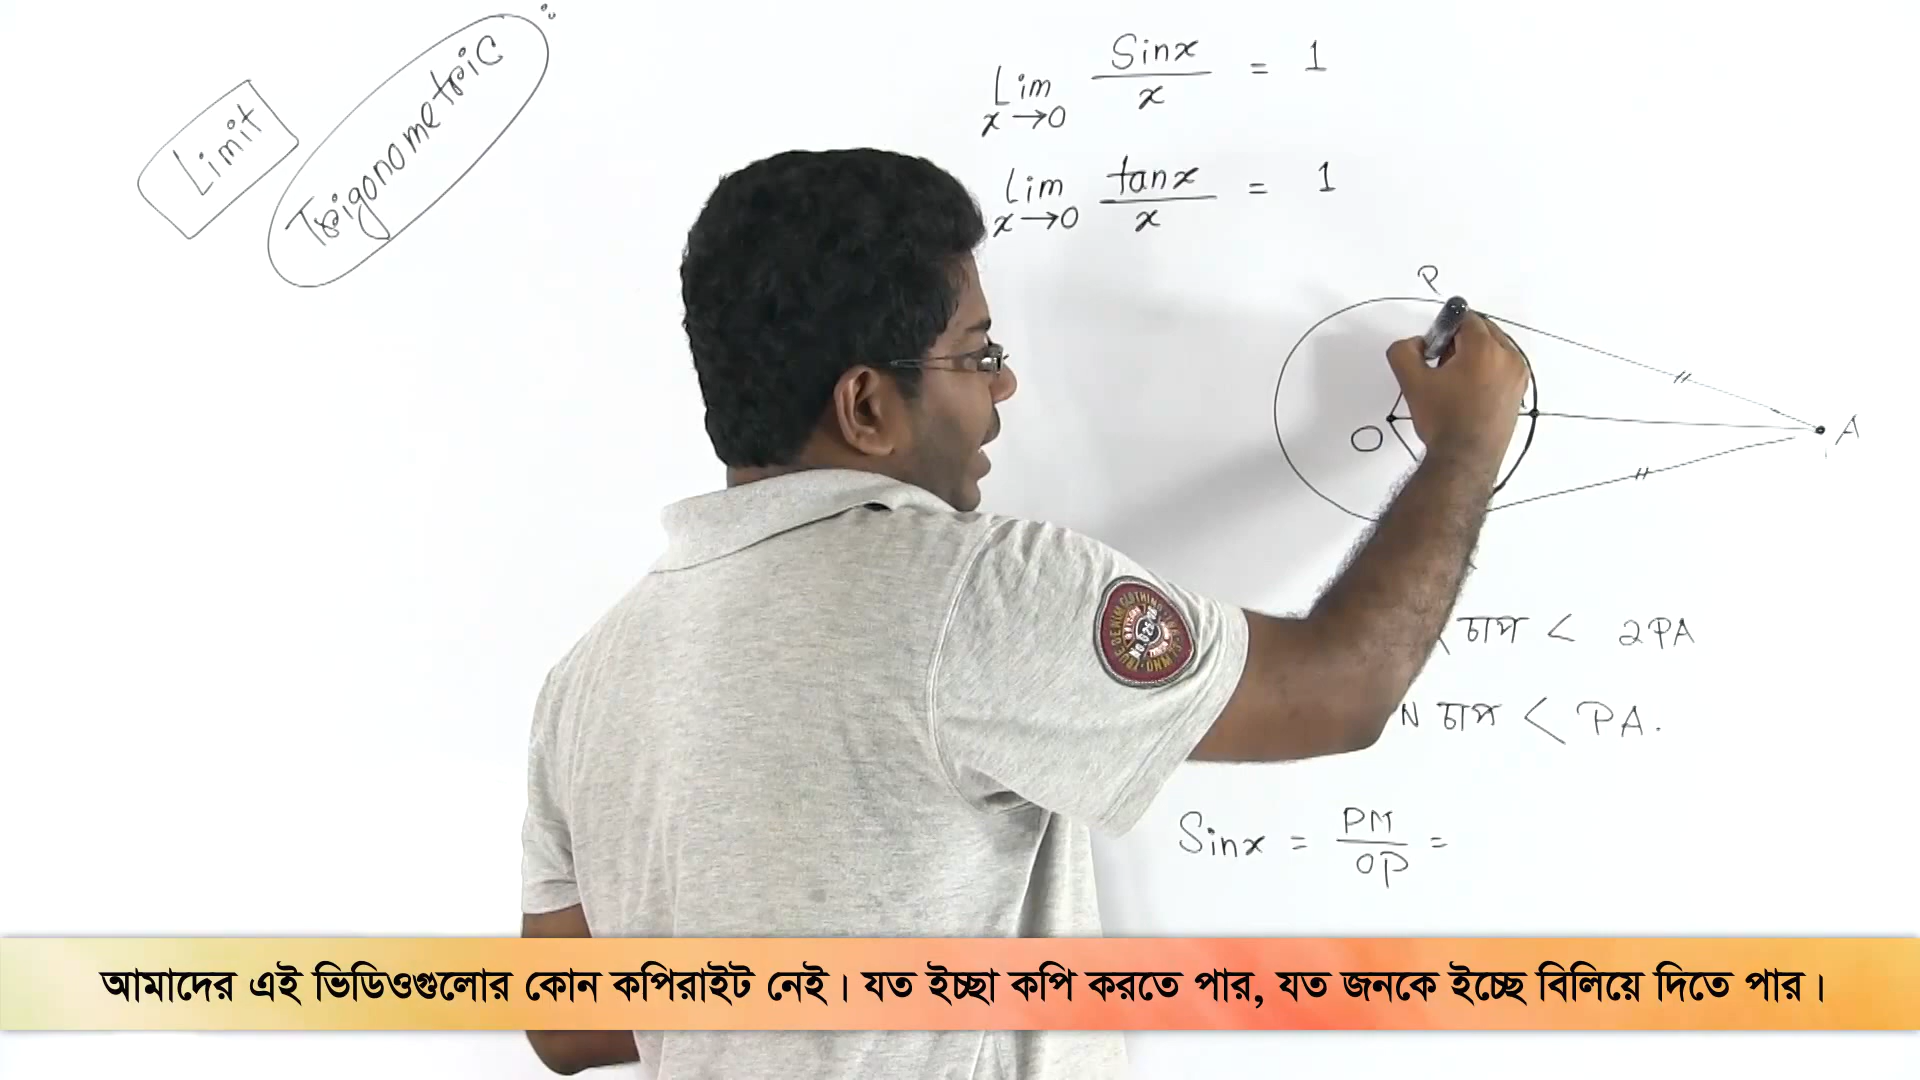 Limit
Trigonometric :
Lim x→0 Sinx / x = 1
Lim x→0 tanx / x = 1
P
O
A
চাপ < 2PA
N চাপ < PA.
Sinx = PM / OP =
আমাদের এই ভিডিওগুলোর কোন কপিরাইট নেই। যত ইচ্ছা কপি করতে পার, যত জনকে ইচ্ছে বিলিয়ে দিতে পার।